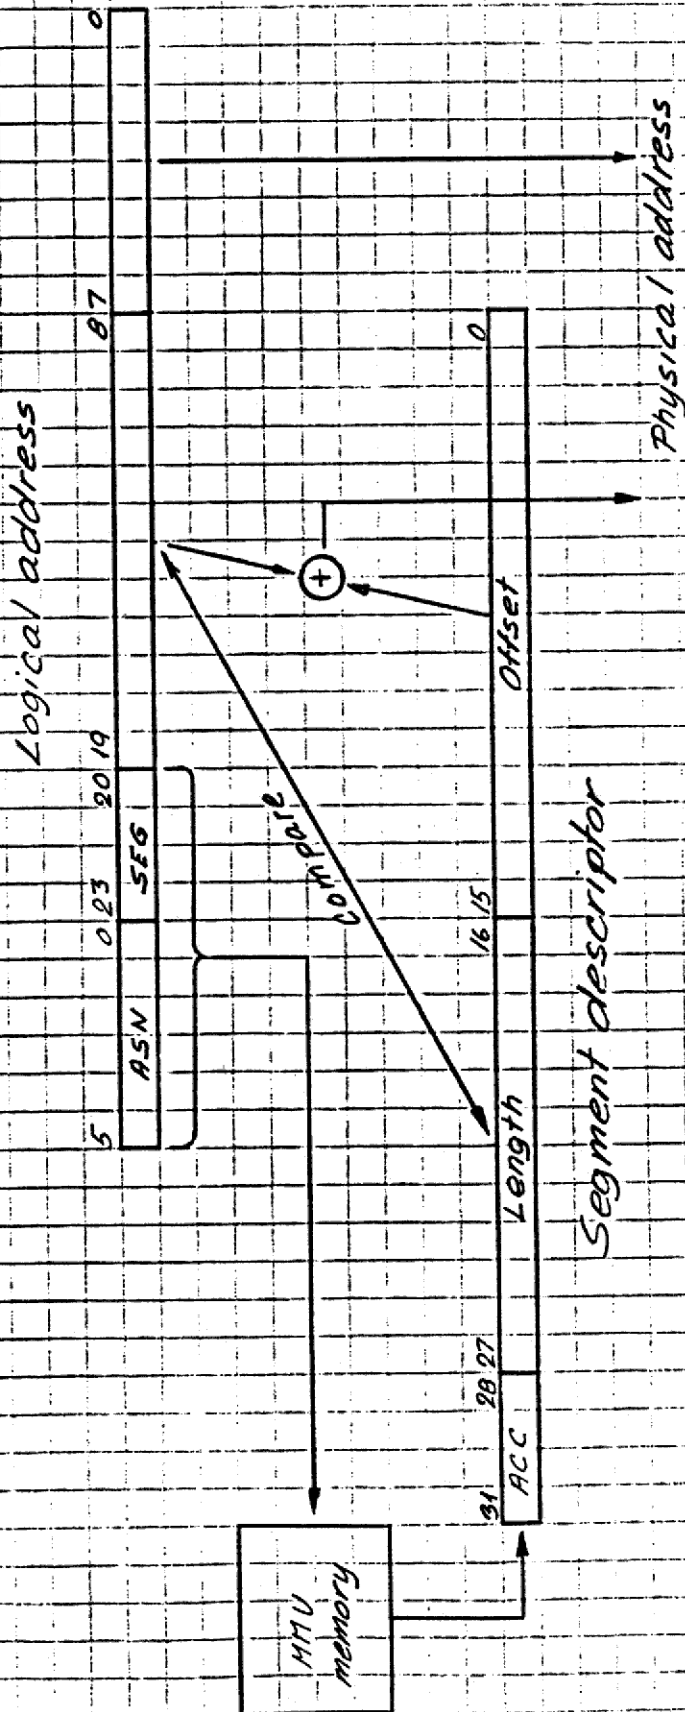 Logical address
5 0 23 20 19 8 7 0
ASN SEG
compare
+
MMU
memory
31 28 27 16 15 0
ACC Length Offset
Segment descriptor
Physical address